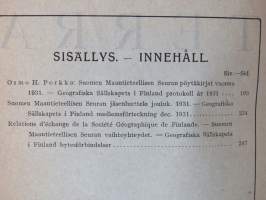 SISÄLLYS. — INNEHÅLL.
Siv. — Sid.
Osmo H. Porkka: Suomen Maantieteellisen Seuran pöytäkirjat vuonna
1931. — Geografiska Sällskapets i Finland protokoll år 1931
Suomen Maantieteellisen Seuran jäsenluettelo jouluk. 1931. — Geografiska
Sällskapets i Finland medlemsförteckning dec. 1931
Relations d'échange de la Société Géographique de Finlande. — Suomen
Maantieteellisen Seuran vaihtoyhteydet. — Geografiska Sällskapets
i Finland bytesförbindelser